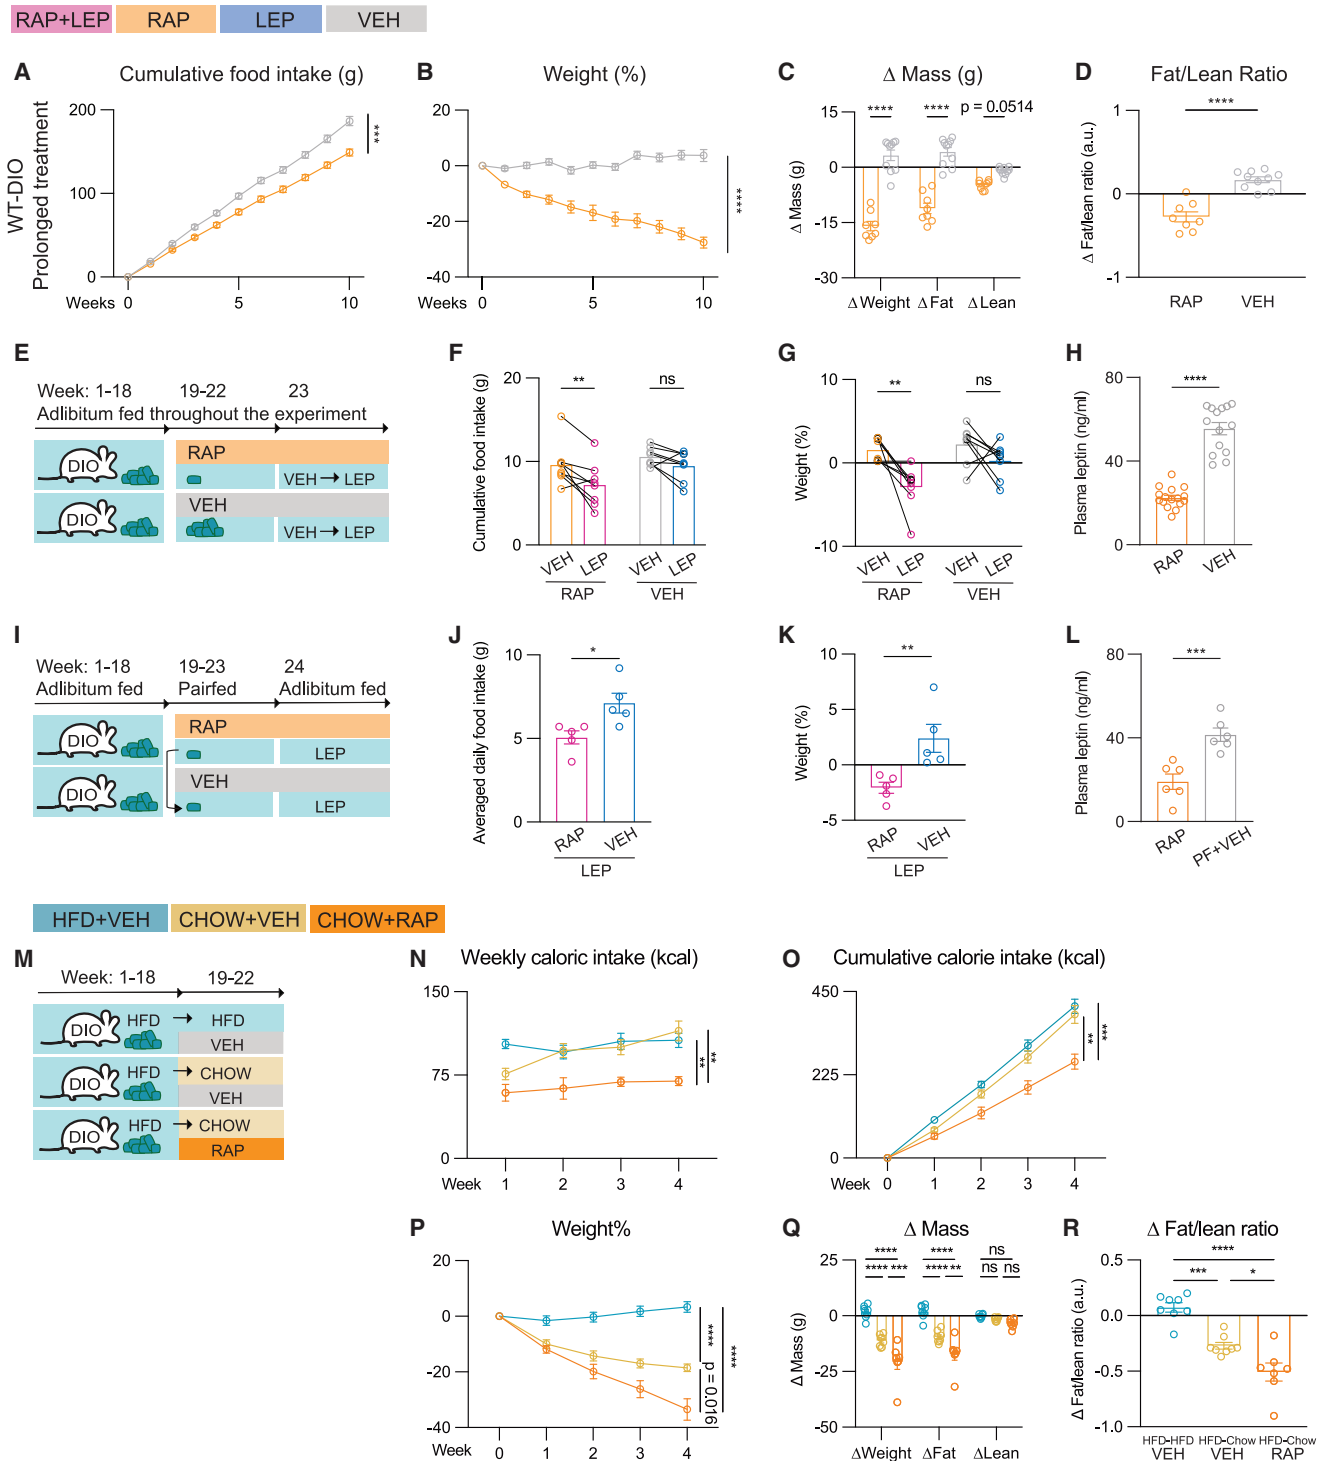 RAP+LEP RAP LEP VEH
A Cumulative food intake (g)
WT-DIO
Prolonged treatment
200
100
0
Weeks 0 5 10
***
B Weight (%)
20
0
-20
-40
Weeks 0 5 10
****
C Δ Mass (g)
**** **** p = 0.0514
Δ Mass (g)
15
0
-15
-30
ΔWeight ΔFat ΔLean
D Fat/Lean Ratio
****
Δ Fat/lean ratio (a.u.)
1
0
-1
RAP VEH
E
Week: 1-18 19-22 23
Adlibitum fed throughout the experiment
RAP
DIO
VEH → LEP
VEH
DIO
VEH → LEP
F
Cumulative food intake (g)
20
10
0
** ns
VEH LEP VEH LEP
RAP VEH
G
Weight (%)
10
0
-10
** ns
VEH LEP VEH LEP
RAP VEH
H
Plasma leptin (ng/ml)
80
40
0
****
RAP VEH
I
Week: 1-18 19-23 24
Adlibitum fed Pairfed Adlibitum fed
RAP
DIO
LEP
VEH
DIO
LEP
J
Averaged daily food intake (g)
10
5
0
*
RAP VEH
LEP
K
Weight (%)
10
5
0
-5
**
RAP VEH
LEP
L
Plasma leptin (ng/ml)
80
40
0
***
RAP PF+VEH
HFD+VEH CHOW+VEH CHOW+RAP
M
Week: 1-18 19-22
DIO HFD → HFD
VEH
DIO HFD → CHOW
VEH
DIO HFD → CHOW
RAP
N Weekly caloric intake (kcal)
150
75
0
Week 1 2 3 4
** **
O Cumulative calorie intake (kcal)
450
225
0
Week 0 1 2 3 4
** ***
P Weight%
20
0
-20
-40
Week 0 1 2 3 4
**** ****
p = 0.016
Q Δ Mass
**** **** ns
**** *** **** ** ns ns
Δ Mass (g)
25
0
-25
-50
ΔWeight ΔFat ΔLean
R Δ Fat/lean ratio
****
*** *
Δ Fat/lean ratio (a.u.)
0.5
0.0
-0.5
-1.0
HFD-HFD HFD-Chow HFD-Chow
VEH VEH RAP